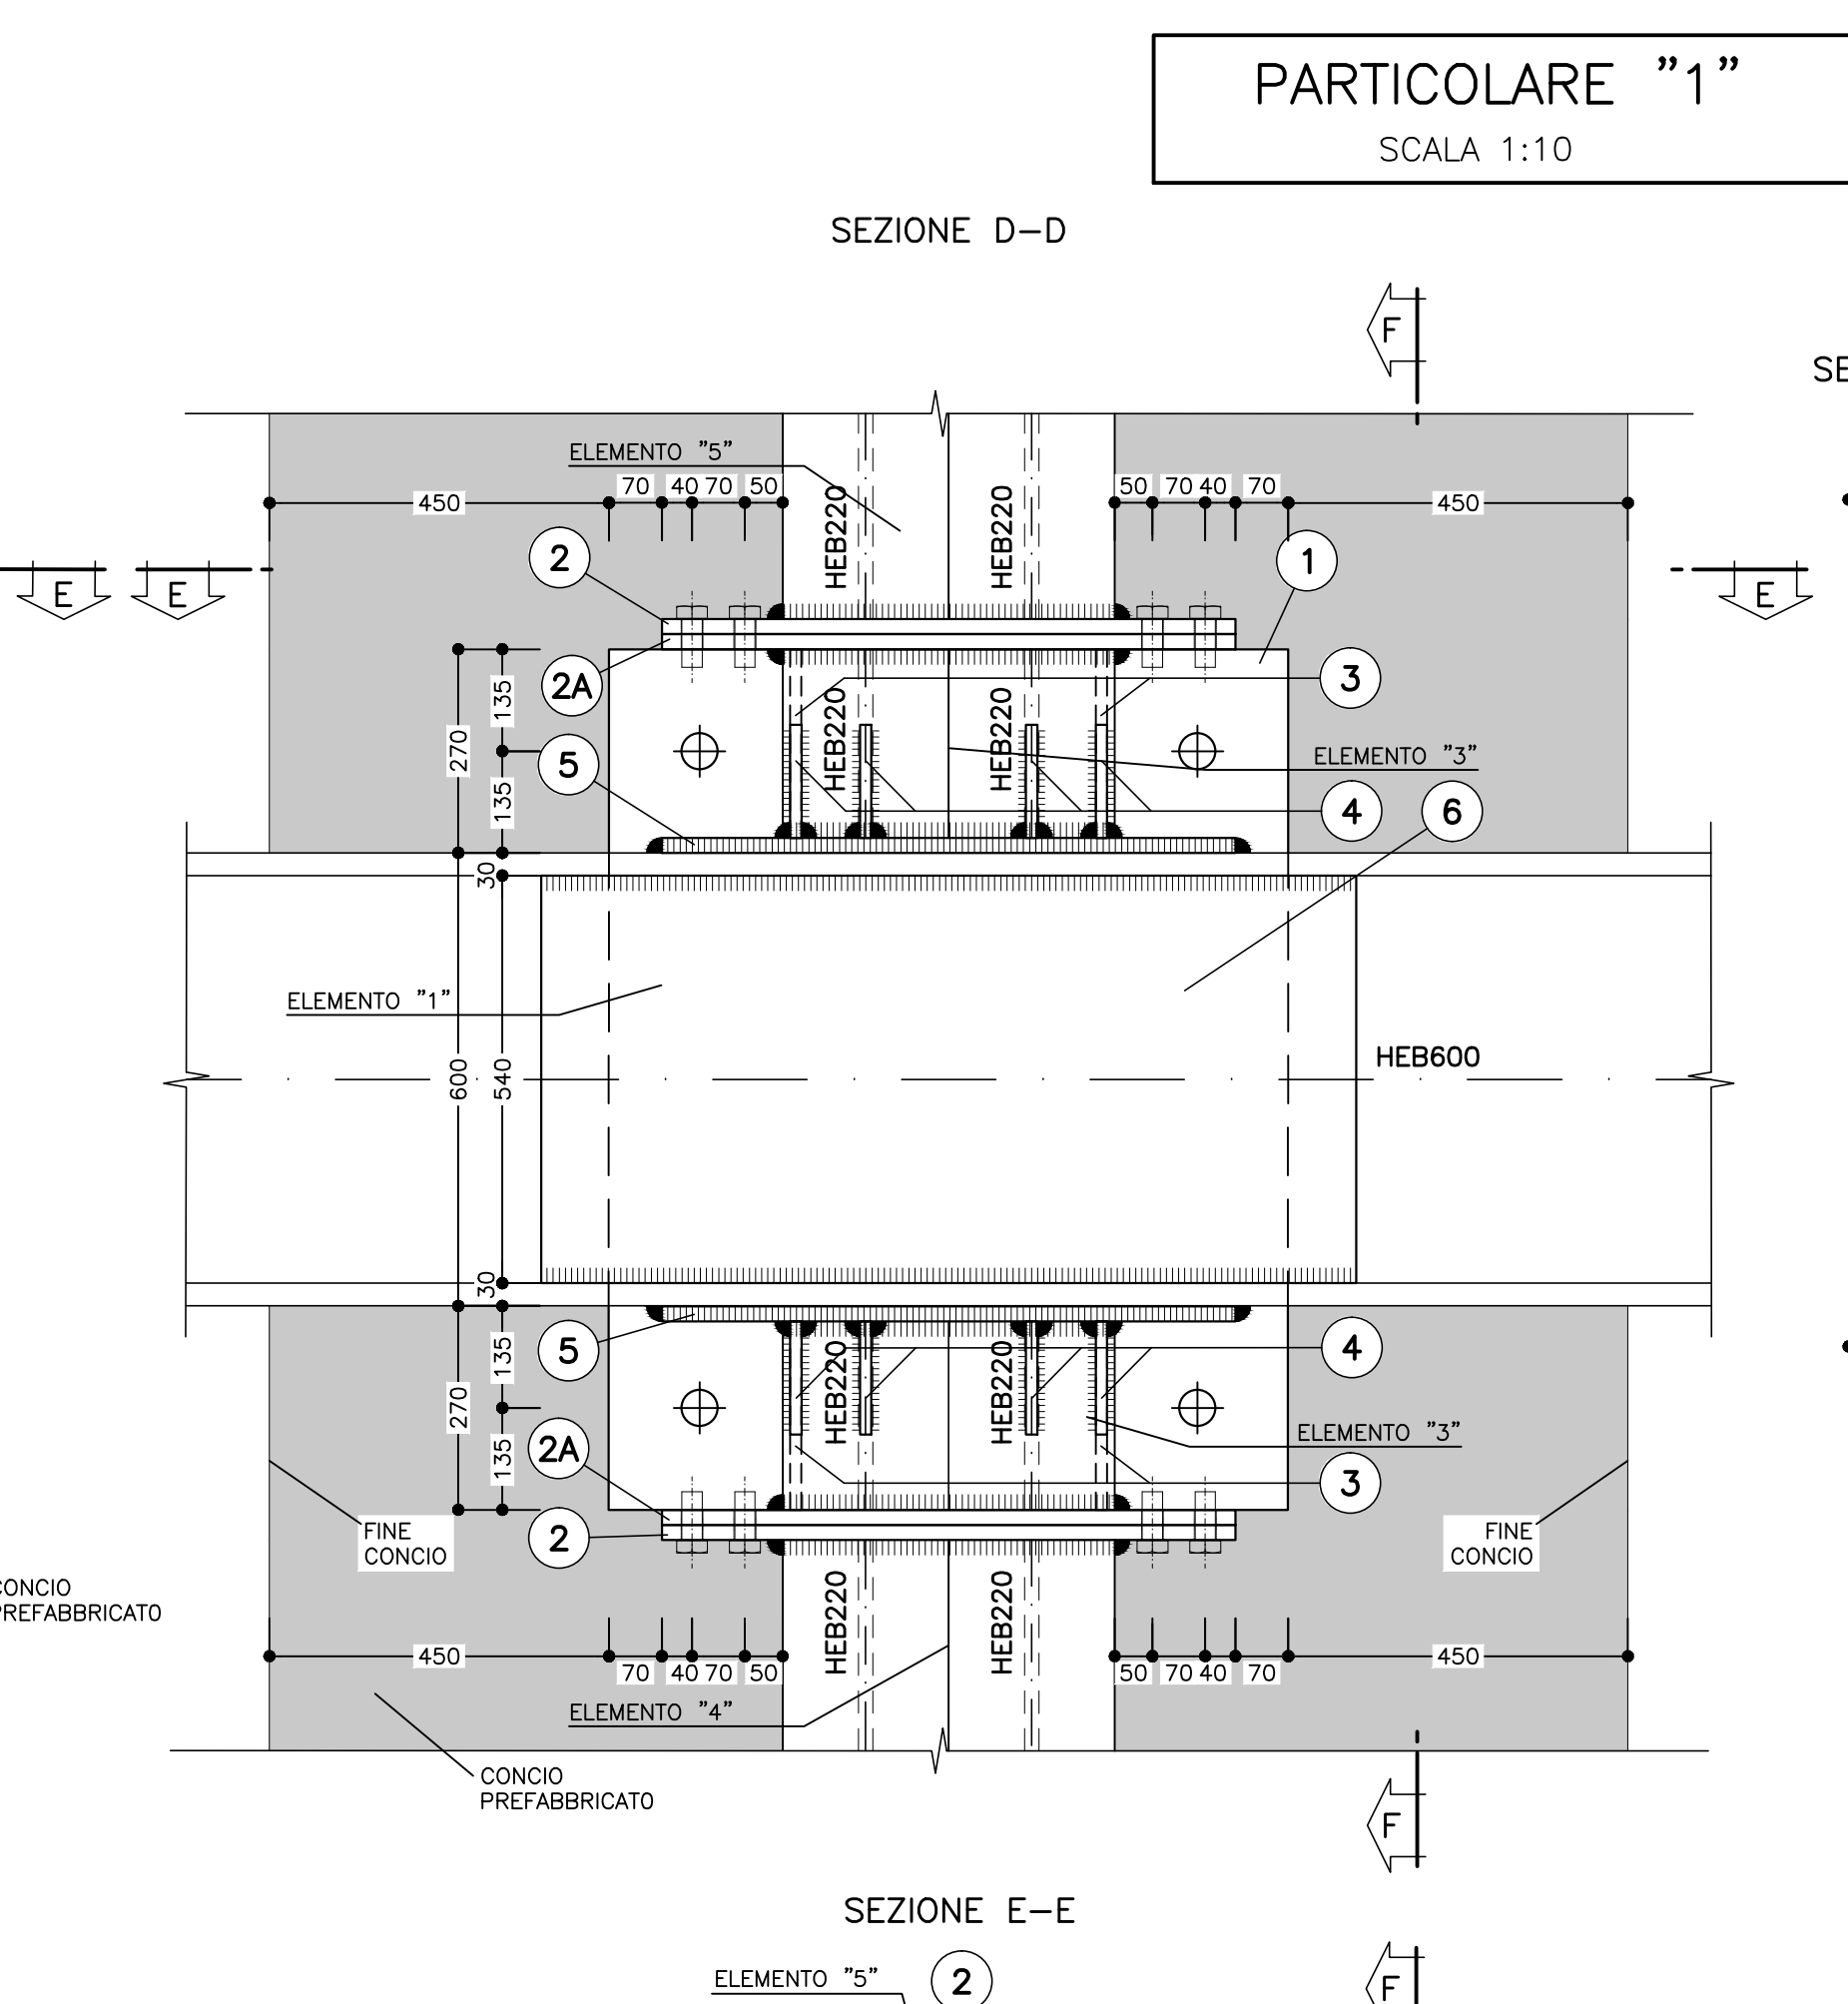 PARTICOLARE "1"
SCALA 1:10
SEZIONE D-D
F
SE
ELEMENTO "5"
70 40 70 50
50 70 40 70
450
450
HEB220
HEB220
2
1
E
E
E
2A
3
135
HEB220
HEB220
270
5
ELEMENTO "3"
135
4
6
30
ELEMENTO "1"
HEB600
600
540
30
5
135
HEB220
HEB220
4
270
2A
ELEMENTO "3"
135
3
FINE
CONCIO
2
FINE
CONCIO
CONCIO
PREFABBRICATO
HEB220
HEB220
450
450
70 40 70 50
50 70 40 70
ELEMENTO "4"
CONCIO
PREFABBRICATO
F
SEZIONE E-E
ELEMENTO "5"
2
F